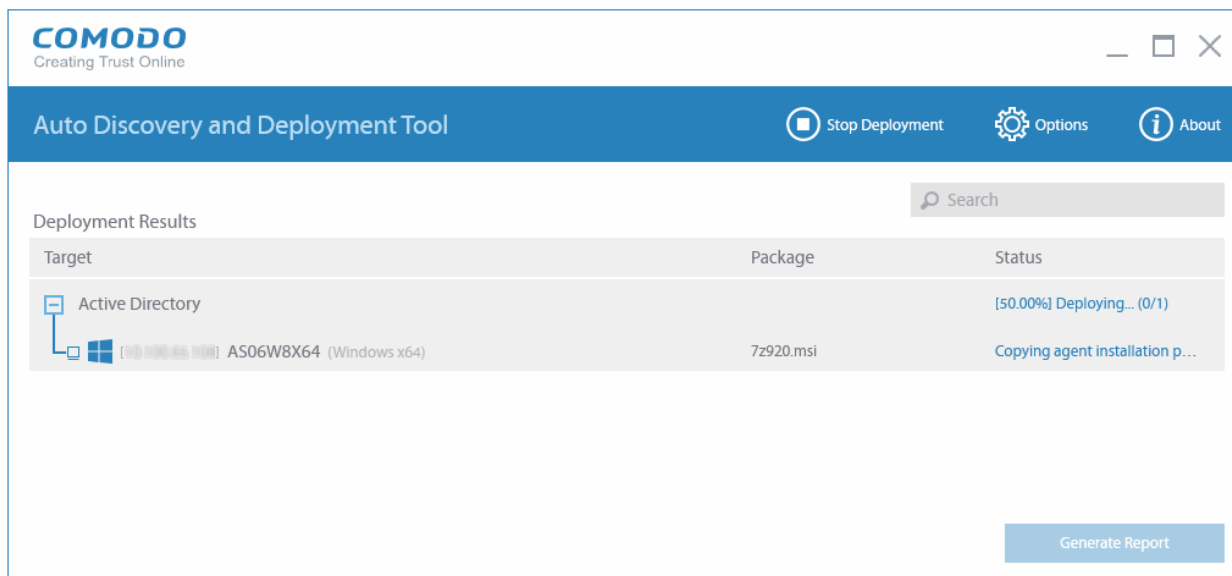 COMODO
Creating Trust Online
Auto Discovery and Deployment Tool
Stop Deployment
Options
About
Search
Deployment Results
Target Package Status
Active Directory [50.00%] Deploying... (0/1)
AS06W8X64 (Windows x64) 7z920.msi Copying agent installation p...
Generate Report